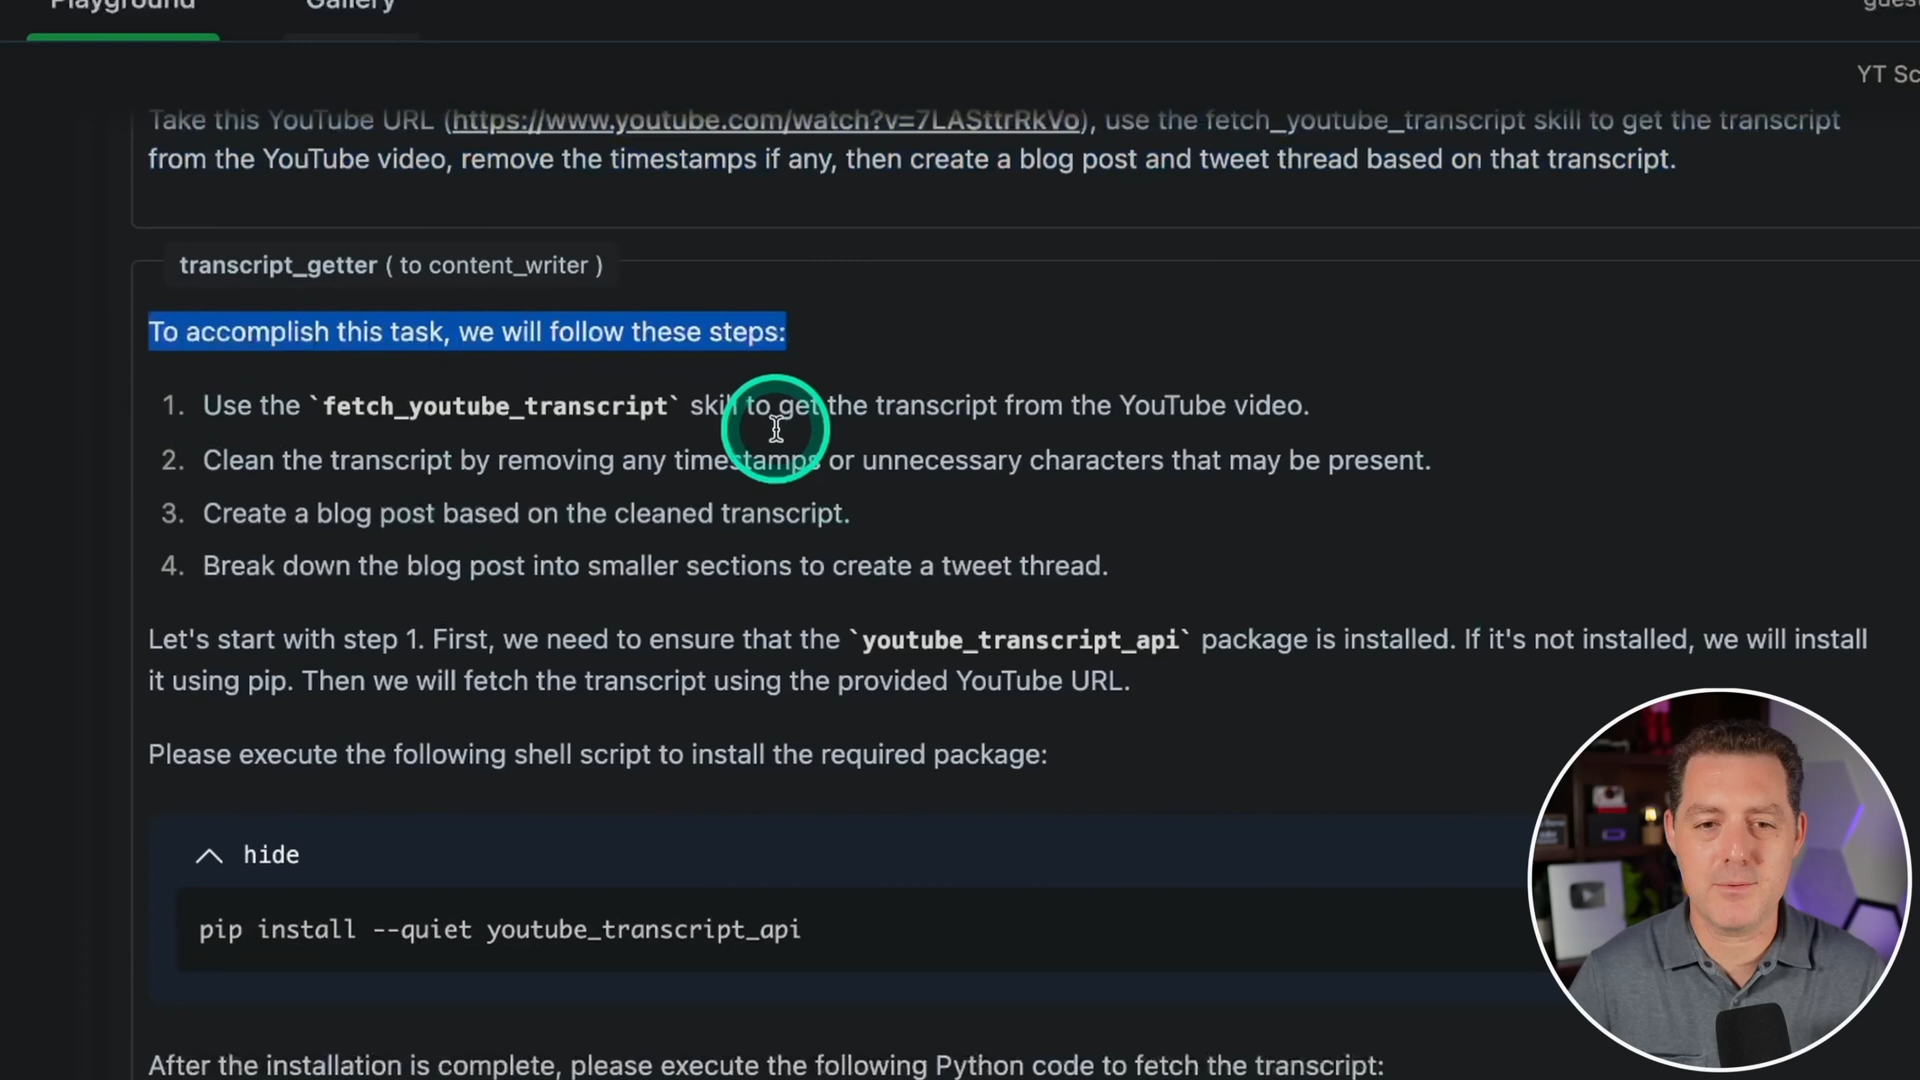 Playground Gallery
YT Sc
Take this YouTube URL (https://www.youtube.com/watch?v=7LASttrRkVo), use the fetch_youtube_transcript skill to get the transcript
from the YouTube video, remove the timestamps if any, then create a blog post and tweet thread based on that transcript.
transcript_getter ( to content_writer )
To accomplish this task, we will follow these steps:
1. Use the `fetch_youtube_transcript` skill to get the transcript from the YouTube video.
2. Clean the transcript by removing any timestamps or unnecessary characters that may be present.
3. Create a blog post based on the cleaned transcript.
4. Break down the blog post into smaller sections to create a tweet thread.
Let's start with step 1. First, we need to ensure that the `youtube_transcript_api` package is installed. If it's not installed, we will install
it using pip. Then we will fetch the transcript using the provided YouTube URL.
Please execute the following shell script to install the required package:
hide
pip install --quiet youtube_transcript_api
After the installation is complete, please execute the following Python code to fetch the transcript: